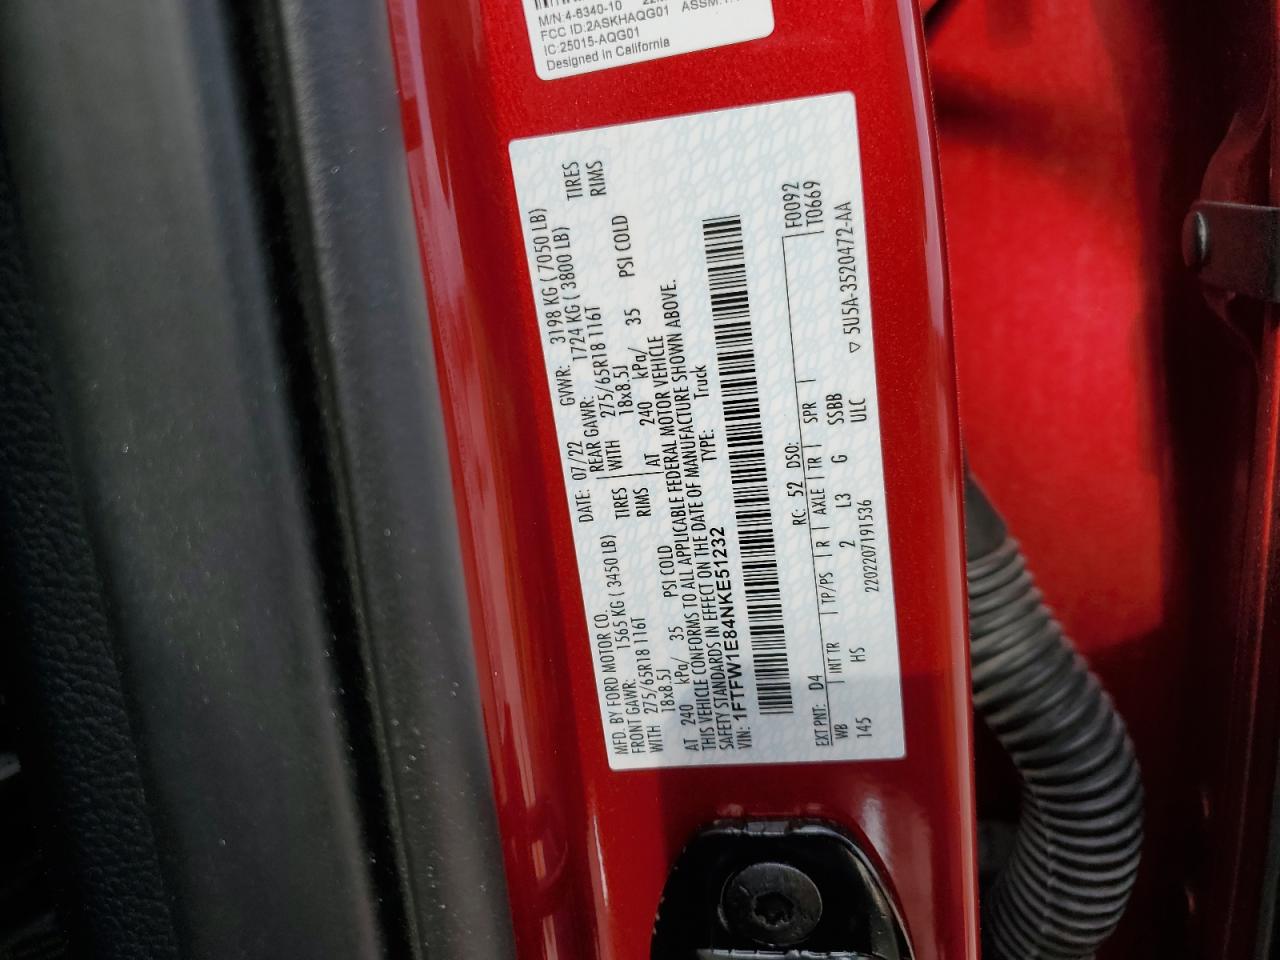 M/N:4-8340-10
FCC ID:2ASKHAQG01
IC:25015-AQG01
Designed in California
MFD. BY FORD MOTOR CO.
DATE: 07/22 GVWR: 3198 KG ( 7050 LB)
FRONT GAWR: 1565 KG ( 3450 LB) REAR GAWR: 1724 KG ( 3800 LB)
WITH 275/65R18 116T TIRES WITH 275/65R18 116T TIRES
18x8.5J RIMS 18x8.5J RIMS
AT 240 kPa/ 35 PSI COLD AT 240 kPa/ 35 PSI COLD
THIS VEHICLE CONFORMS TO ALL APPLICABLE FEDERAL MOTOR VEHICLE
SAFETY STANDARDS IN EFFECT ON THE DATE OF MANUFACTURE SHOWN ABOVE.
VIN: 1FTFW1E84NKE51232 TYPE: Truck
EXT PNT: D4 RC: 52 DSO: F0092
WB INT TR TP/PS R AXLE TR SPR T0669
145 HS 2 L3 G SSBB
2202207191536 ULC
▽ 5U5A-3520472-AA